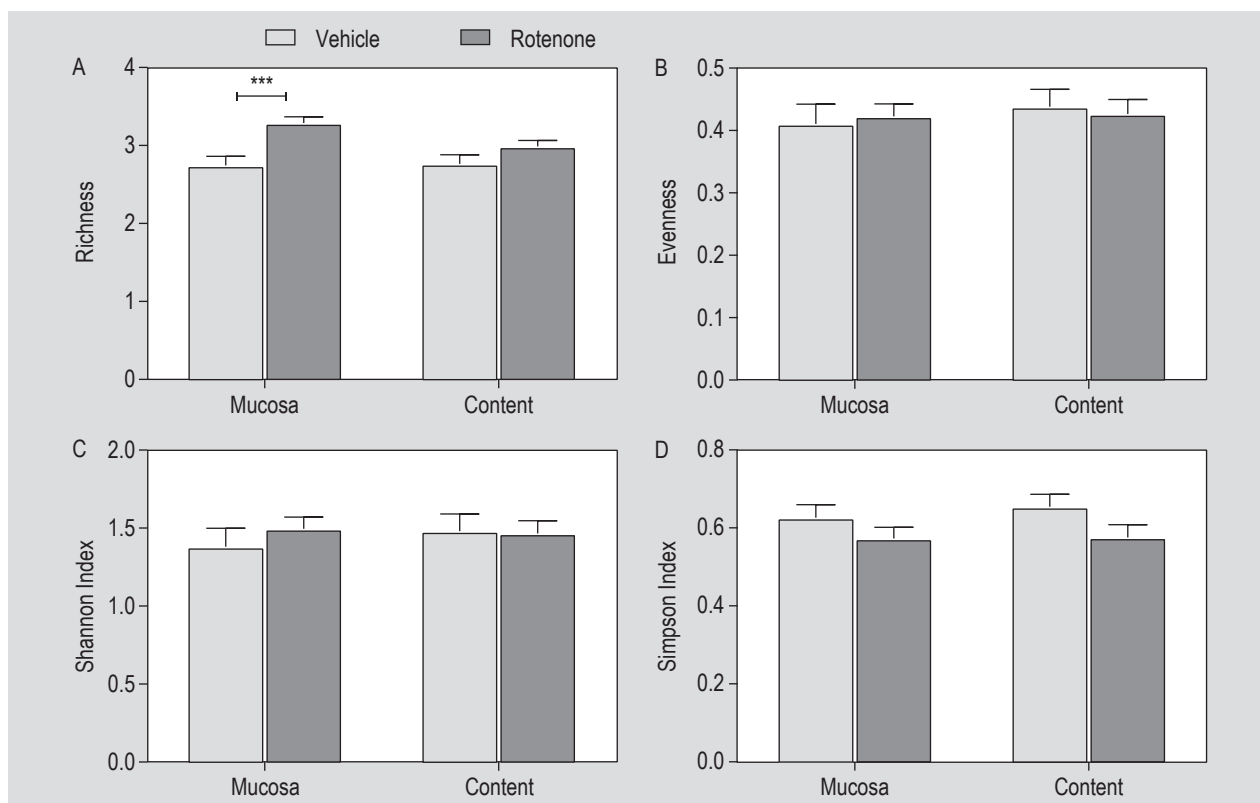 Vehicle Rotenone
A
Richness
4
3
2
1
0
***
Mucosa Content
B
Evenness
0.5
0.4
0.3
0.2
0.1
0.0
Mucosa Content
C
Shannon Index
2.0
1.5
1.0
0.5
0.0
Mucosa Content
D
Simpson Index
0.8
0.6
0.4
0.2
0.0
Mucosa Content